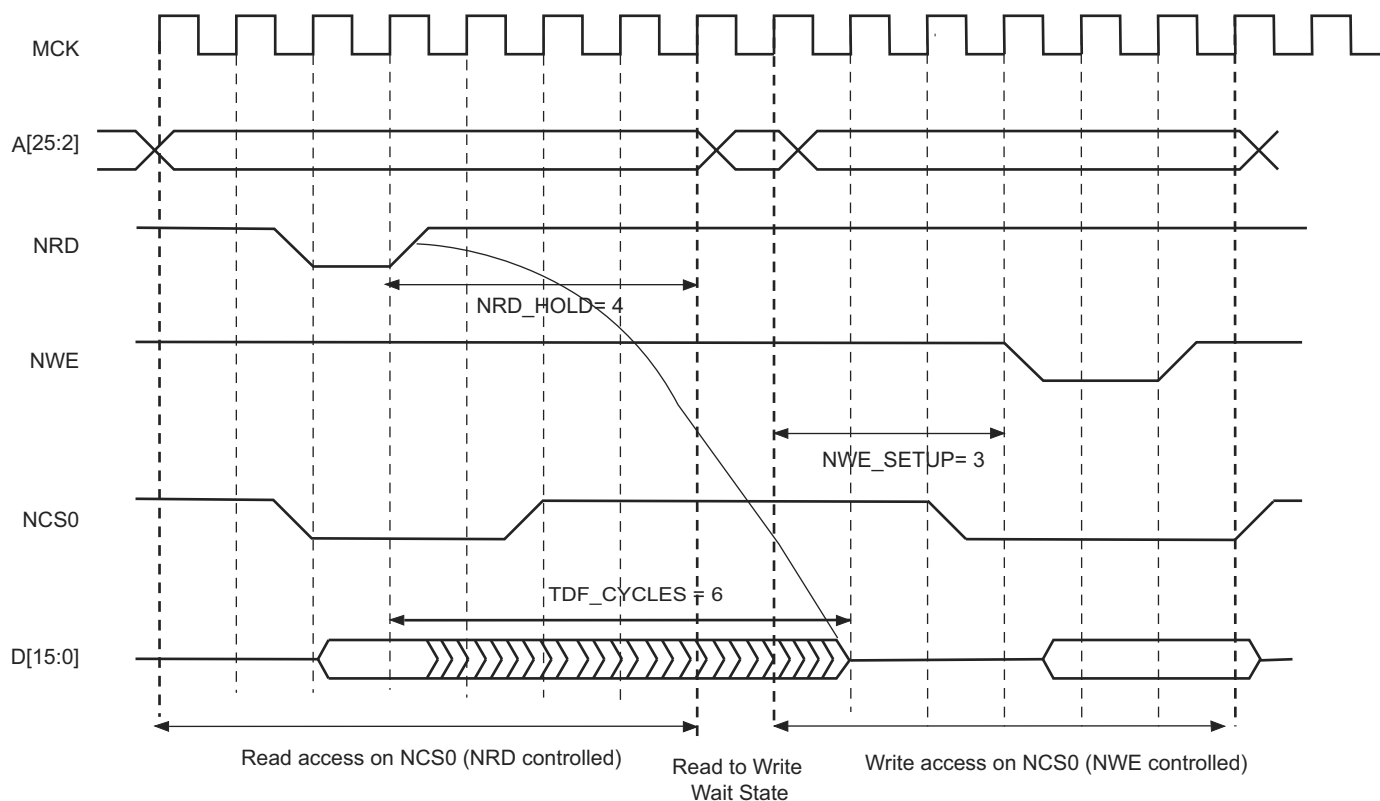 MCK
A[25:2]
NRD
NRD_HOLD= 4
NWE
NWE_SETUP= 3
NCS0
TDF_CYCLES = 6
D[15:0]
Read access on NCS0 (NRD controlled)
Read to Write
Wait State
Write access on NCS0 (NWE controlled)